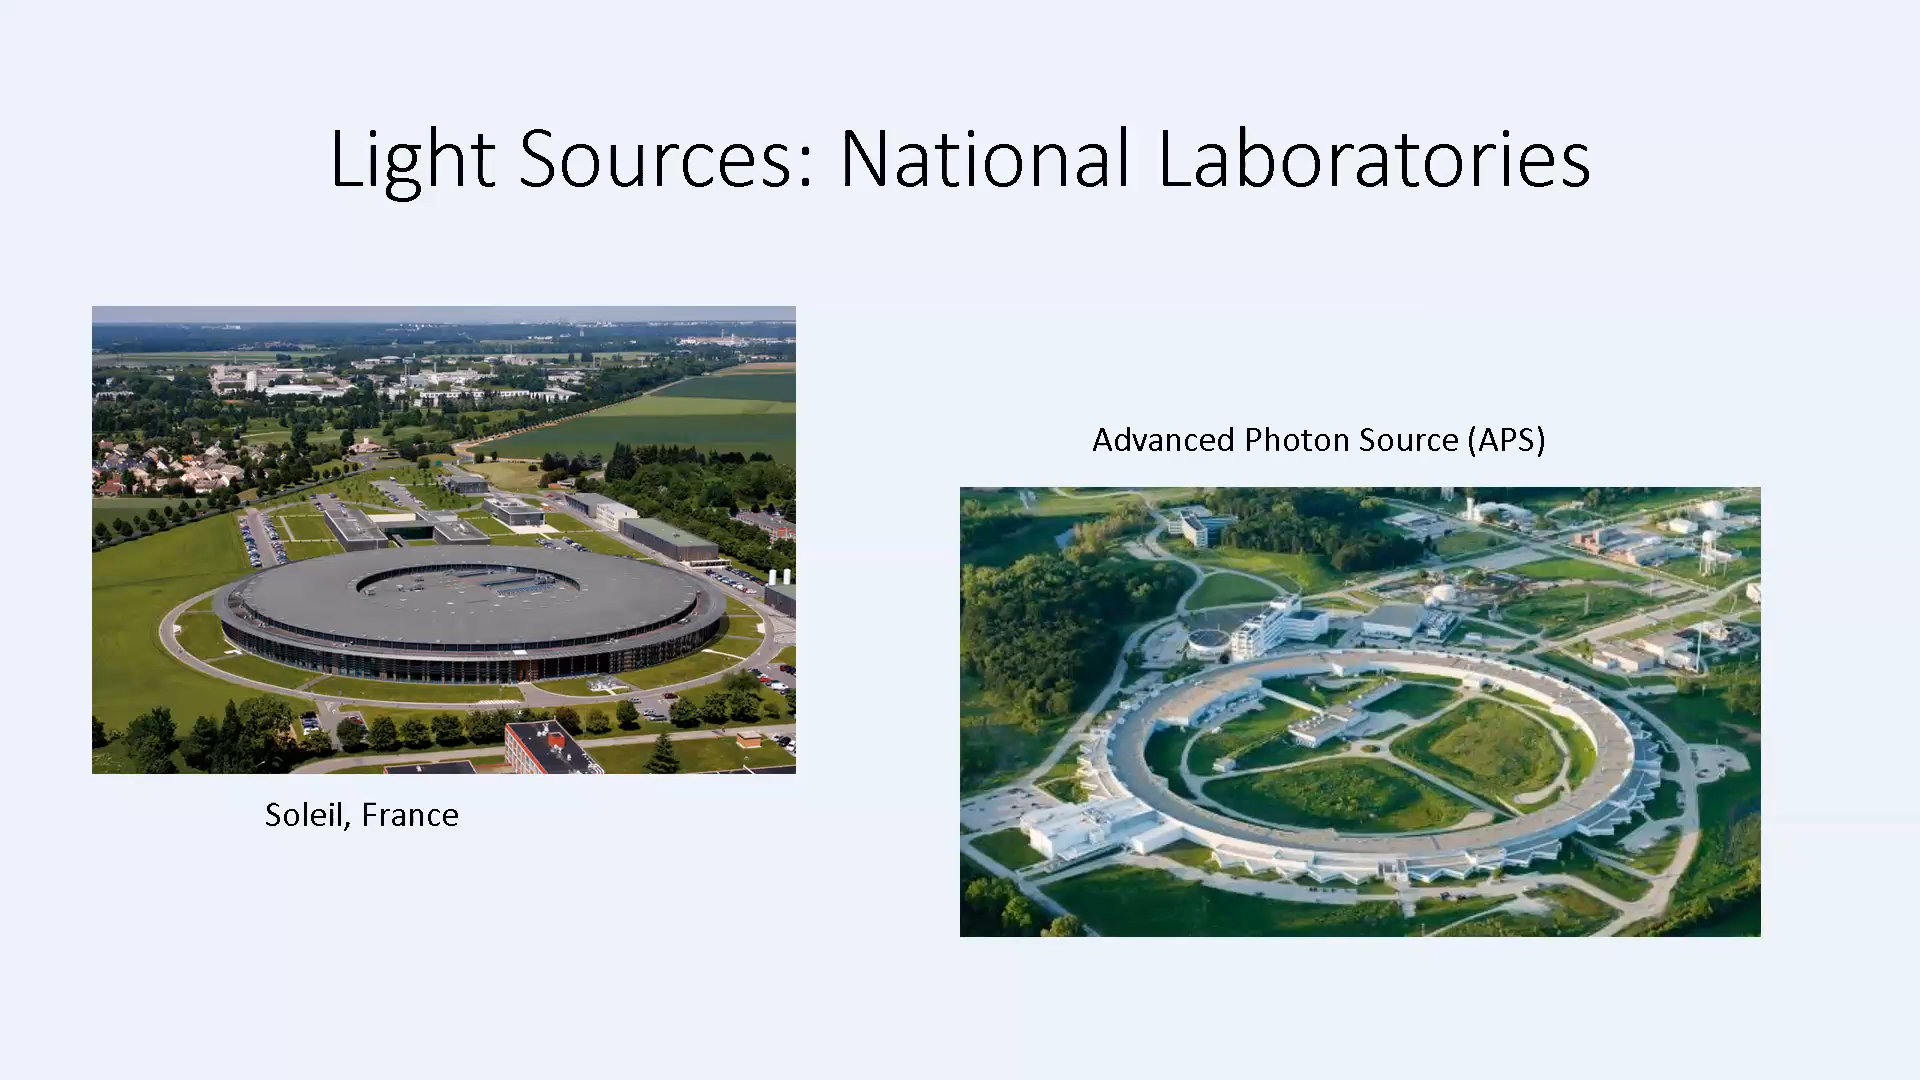 Light Sources: National Laboratories
Advanced Photon Source (APS)
Soleil, France